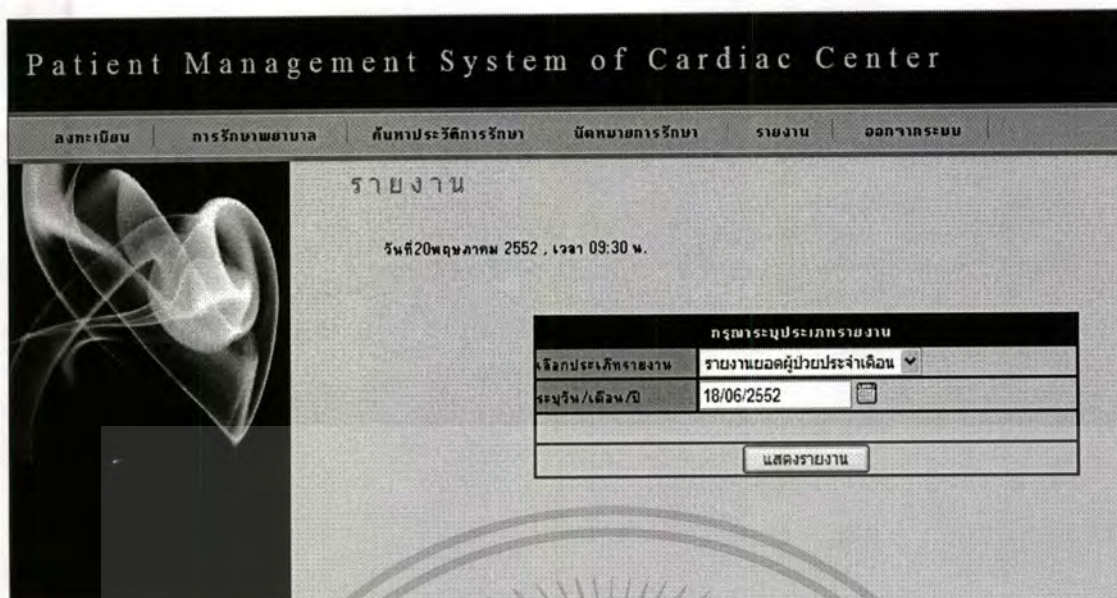 Patient Management System of Cardiac Center
ลงทะเบียน การรักษาพยาบาล ค้นหาประวัติการรักษา นัดหมายการรักษา รายงาน ออกจากระบบ
รายงาน
วันที่20พฤษภาคม 2552 , เวลา 09:30 น.
กรุณาระบุประเภทรายงาน
เลือกประเภทรายงาน รายงานยอดผู้ป่วยประจำเดือน
ระบุวัน/เดือน/ปี 18/06/2552
แสดงรายงาน